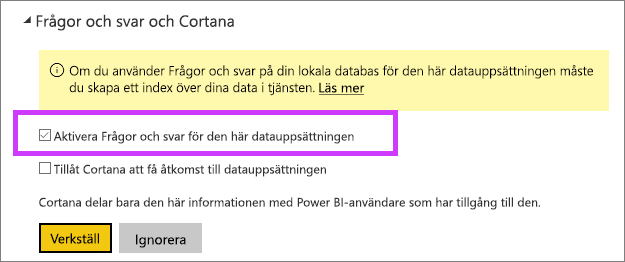 Frågor och svar och Cortana
Om du använder Frågor och svar på din lokala databas för den här datauppsättningen måste
du skapa ett index över dina data i tjänsten. Läs mer
Aktivera Frågor och svar för den här datauppsättningen
Tillåt Cortana att få åtkomst till datauppsättningen
Cortana delar bara den här informationen med Power BI-användare som har tillgång till den.
Verkställ
Ignorera